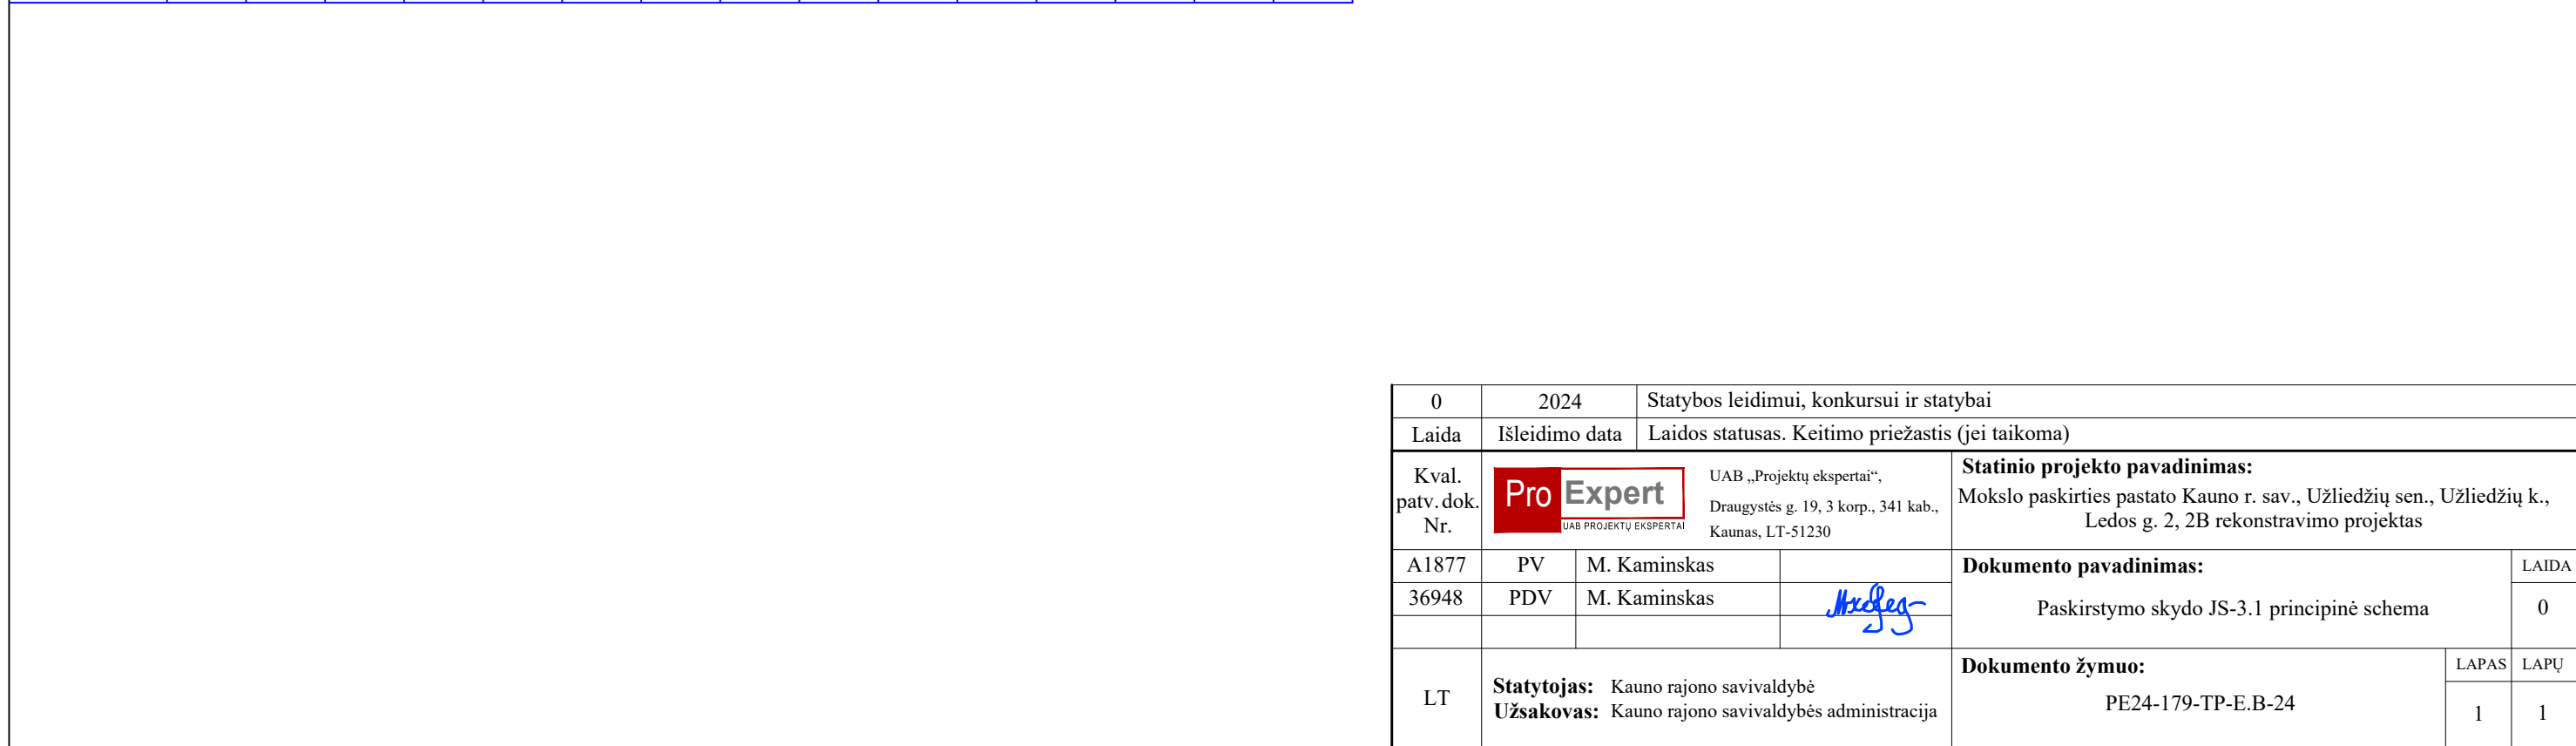 0 2024 Statybos leidimui, konkursui ir statybai
Laida Išleidimo data Laidos statusas. Keitimo priežastis (jei taikoma)
Kval.
patv. dok.
Nr.
Pro Expert
UAB PROJEKTŲ EKSPERTAI
UAB „Projektų ekspertai“,
Draugystės g. 19, 3 korp., 341 kab.,
Kaunas, LT-51230
Statinio projekto pavadinimas:
Mokslo paskirties pastato Kauno r. sav., Užliedžių sen., Užliedžių k.,
Ledos g. 2, 2B rekonstravimo projektas
A1877 PV M. Kaminskas
36948 PDV M. Kaminskas
Dokumento pavadinimas:
Paskirstymo skydo JS-3.1 principinė schema
LAIDA
0
LT
Statytojas: Kauno rajono savivaldybė
Užsakovas: Kauno rajono savivaldybės administracija
Dokumento žymuo:
PE24-179-TP-E.B-24
LAPAS LAPŲ
1 1